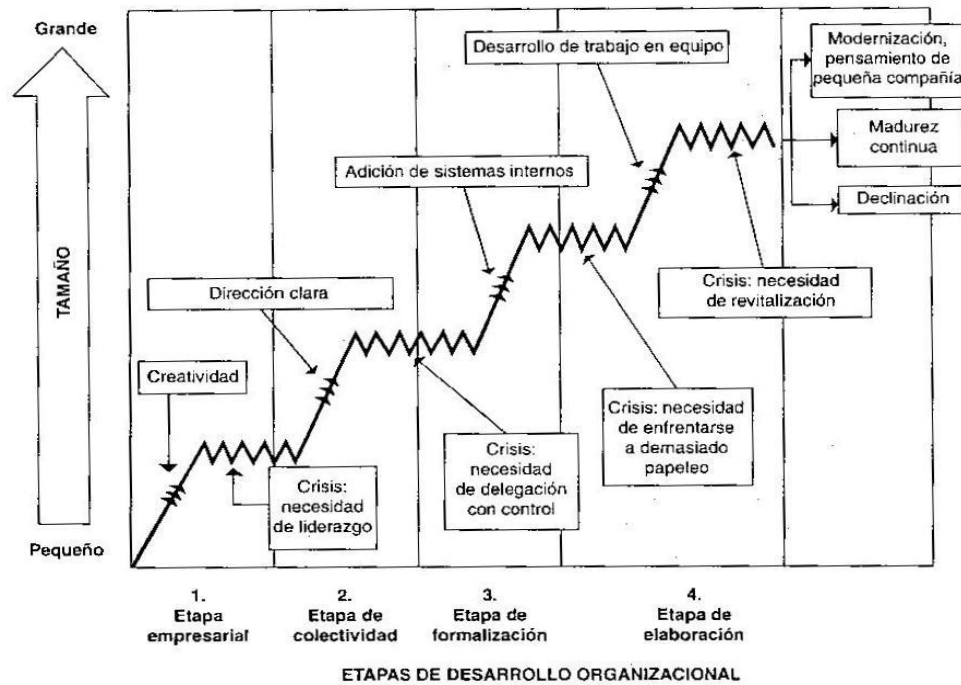 Grande
TAMAÑO
Pequeño
Desarrollo de trabajo en equipo
Modernización,
pensamiento de
pequeña compañía
Madurez
continua
Declinación
Adición de sistemas internos
Crisis: necesidad
de revitalización
Dirección clara
Creatividad
Crisis: necesidad
de enfrentarse
a demasiado
papeleo
Crisis:
necesidad
de delegación
con control
Crisis:
necesidad
de liderazgo
1.
Etapa
empresarial
2.
Etapa de
colectividad
3.
Etapa de
formalización
4.
Etapa de
elaboración
ETAPAS DE DESARROLLO ORGANIZACIONAL